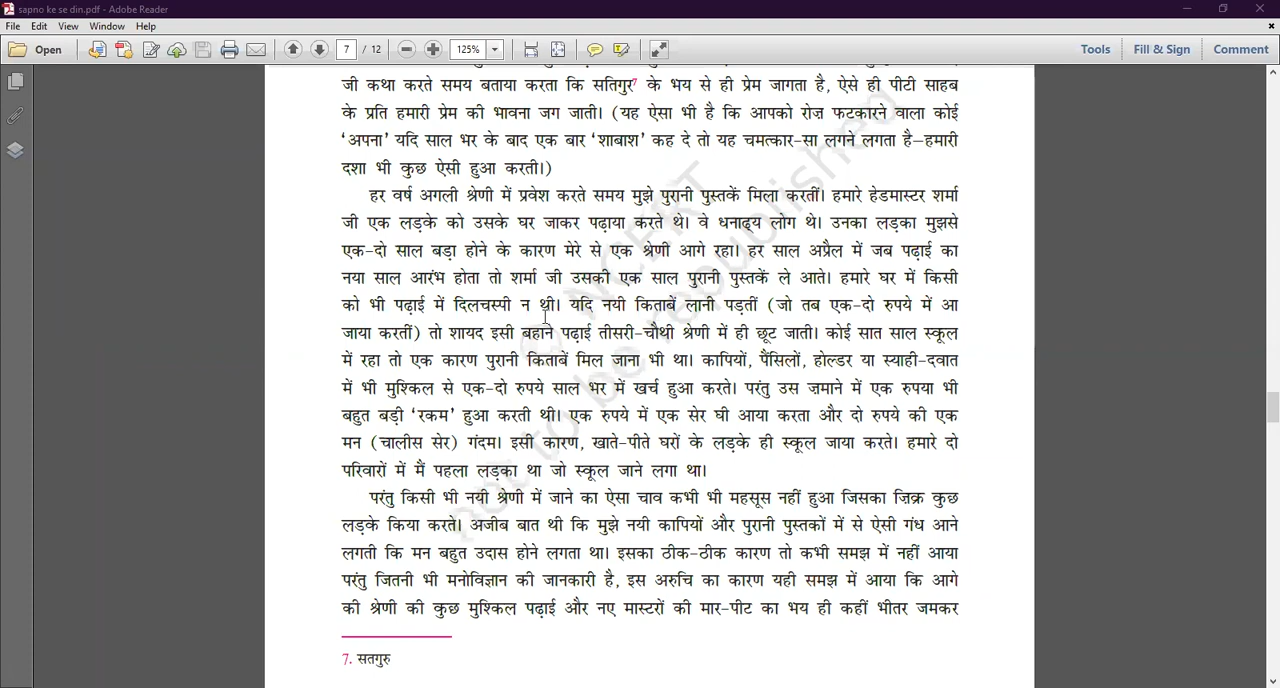 sapno ke se din.pdf - Adobe Reader
File Edit View Window Help
Open 7 / 12 125% Tools Fill & Sign Comment
जी कथा करते समय बताया करता कि सतिगुर7 के भय से ही प्रेम जागता है, ऐसे ही पीटी साहब
के प्रति हमारी प्रेम की भावना जग जाती। (यह ऐसा भी है कि आपको रोज़ फटकारने वाला कोई
‘अपना’ यदि साल भर के बाद एक बार ‘शाबाश’ कह दे तो यह चमत्कार-सा लगने लगता है—हमारी
दशा भी कुछ ऐसी हुआ करती।)
हर वर्ष अगली श्रेणी में प्रवेश करते समय मुझे पुरानी पुस्तकें मिला करतीं। हमारे हेडमास्टर शर्मा
जी एक लड़के को उसके घर जाकर पढ़ाया करते थे। वे धनाढ्य लोग थे। उनका लड़का मुझसे
एक-दो साल बड़ा होने के कारण मेरे से एक श्रेणी आगे रहा। हर साल अप्रैल में जब पढ़ाई का
नया साल आरंभ होता तो शर्मा जी उसकी एक साल पुरानी पुस्तकें ले आते। हमारे घर में किसी
को भी पढ़ाई में दिलचस्पी न थी। यदि नयी किताबें लानी पड़तीं (जो तब एक-दो रुपये में आ
जाया करतीं) तो शायद इसी बहाने पढ़ाई तीसरी-चौथी श्रेणी में ही छूट जाती। कोई सात साल स्कूल
में रहा तो एक कारण पुरानी किताबें मिल जाना भी था। कापियों, पैंसिलों, होल्डर या स्याही-दवात
में भी मुश्किल से एक-दो रुपये साल भर में खर्च हुआ करते। परंतु उस ज़माने में एक रुपया भी
बहुत बड़ी ‘रकम’ हुआ करती थी। एक रुपये में एक सेर घी आया करता और दो रुपये की एक
मन (चालीस सेर) गंदम। इसी कारण, खाते-पीते घरों के लड़के ही स्कूल जाया करते। हमारे दो
परिवारों में मैं पहला लड़का था जो स्कूल जाने लगा था।
परंतु किसी भी नयी श्रेणी में जाने का ऐसा चाव कभी भी महसूस नहीं हुआ जिसका ज़िक्र कुछ
लड़के किया करते। अजीब बात थी कि मुझे नयी कापियों और पुरानी पुस्तकों में से ऐसी गंध आने
लगती कि मन बहुत उदास होने लगता था। इसका ठीक-ठीक कारण तो कभी समझ में नहीं आया
परंतु जितनी भी मनोविज्ञान की जानकारी है, इस अरुचि का कारण यही समझ में आया कि आगे
की श्रेणी की कुछ मुश्किल पढ़ाई और नए मास्टरों की मार-पीट का भय ही कहीं भीतर जमकर
7. सतगुरु
© NCERT
not to be republished